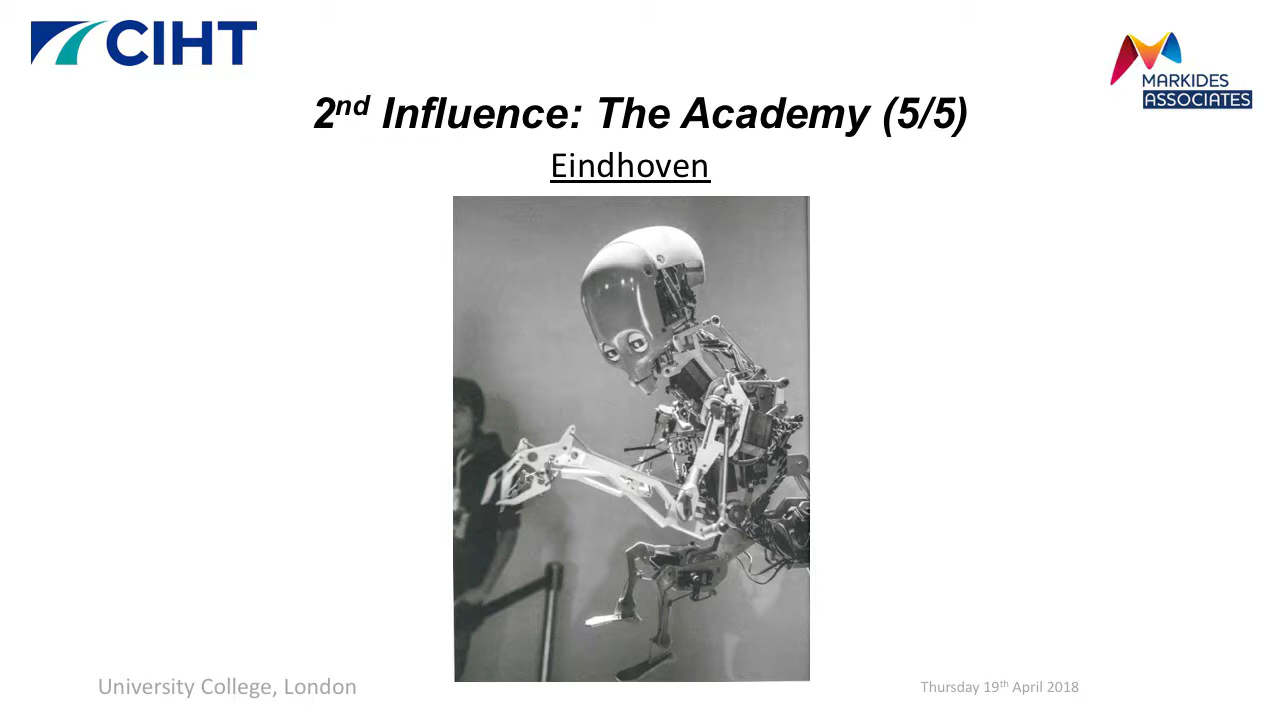 CIHT
MARKIDES
ASSOCIATES
2nd Influence: The Academy (5/5)
Eindhoven
University College, London
Thursday 19th April 2018